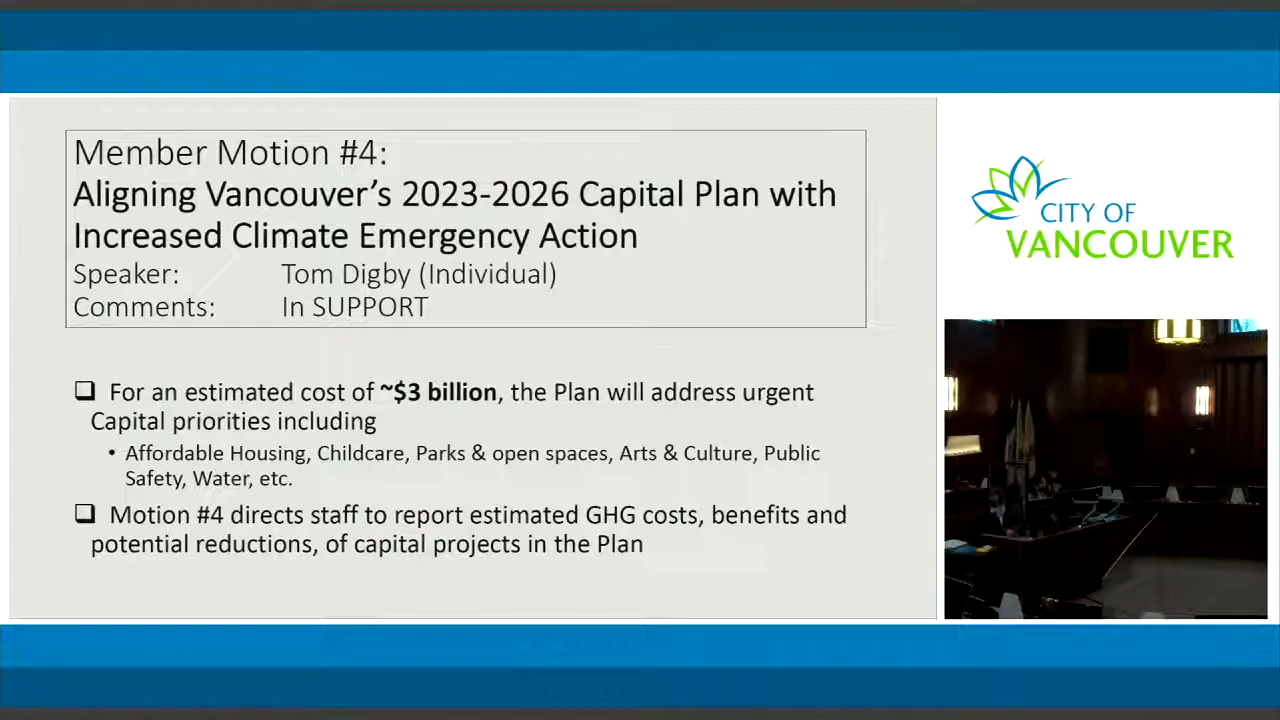 Member Motion #4:
Aligning Vancouver's 2023-2026 Capital Plan with
Increased Climate Emergency Action
Speaker: Tom Digby (Individual)
Comments: In SUPPORT
❑ For an estimated cost of ~$3 billion, the Plan will address urgent
Capital priorities including
• Affordable Housing, Childcare, Parks & open spaces, Arts & Culture, Public
Safety, Water, etc.
❑ Motion #4 directs staff to report estimated GHG costs, benefits and
potential reductions, of capital projects in the Plan
CITY OF
VANCOUVER